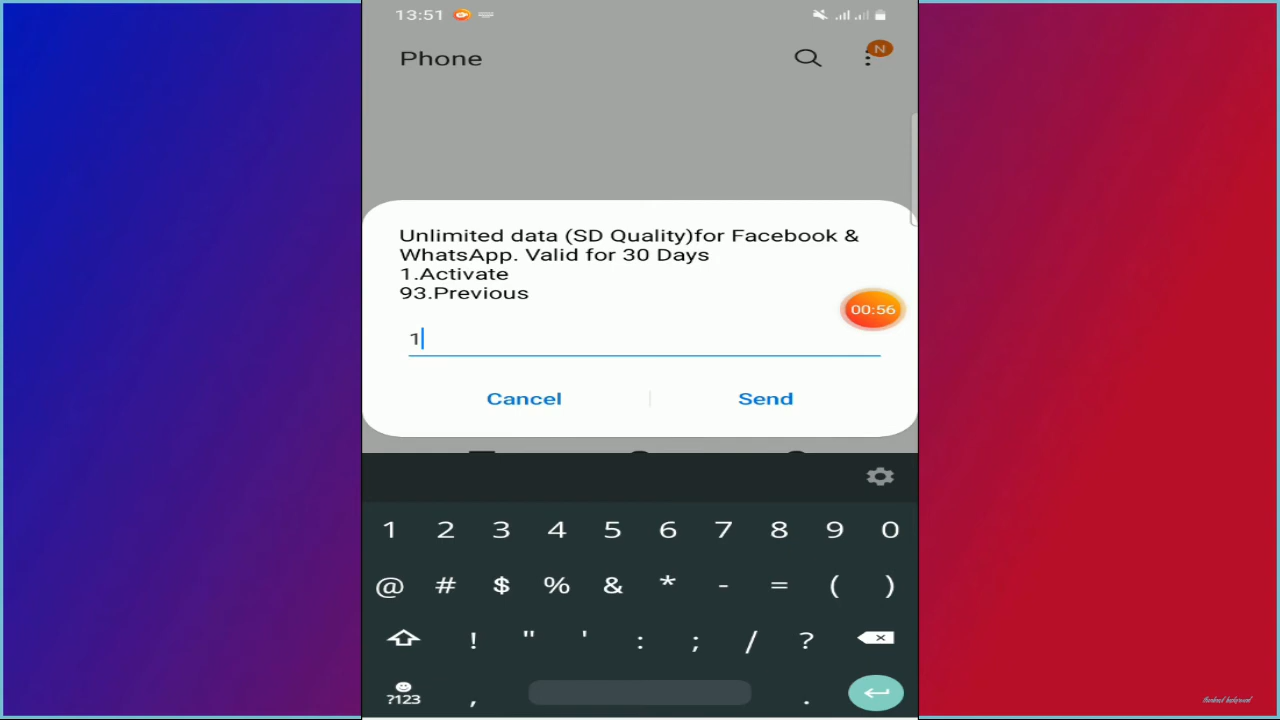 13:51
Phone
N
Unlimited data (SD Quality)for Facebook &
WhatsApp. Valid for 30 Days
1.Activate
93.Previous
00:56
1
Cancel Send
1 2 3 4 5 6 7 8 9 0
@ # $ % & * - = ( )
! " ' : ; / ?
?123 , .